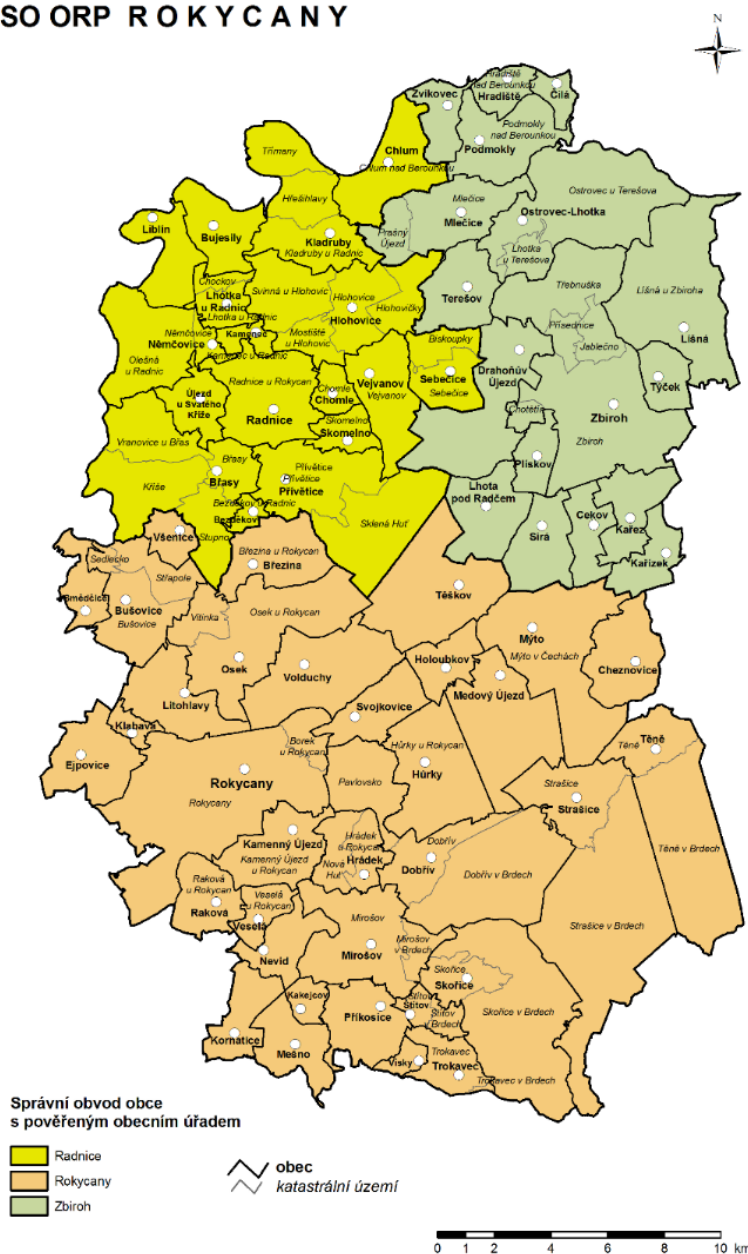 SO ORP R O K Y C A N Y
N
Hradiště
nad Berounkou
Hradiště
Čilá
Zvíkovec
Podmokly
nad Berounkou
Podmokly
Třímany
Chlum
Chlum nad Berounkou
Hřešihlavy
Mlečice
Mlečice
Ostrovec u Terešova
Ostrovec-Lhotka
Prašný
Újezd
Lhotka
u Terešova
Liblín
Bujesily
Kladruby
Kladruby u Radnic
Terešov
Třebnuška
Líšná u Zbiroha
Líšná
Chockov
Lhotka
u Radnic
Lhotka u Radnic
Svinná u Hlohovic
Hlohovice
Hlohovice
Hlohovičky
Mostiště
u Hlohovic
Přísednice
Jablečno
Němčovice
Němčovice
Kamenec
Kamenec u Radnic
Olešná
u Radnic
Biskoupky
Sebečice
Sebečice
Drahoňův
Újezd
Týček
Radnice u Rokycan
Radnice
Chomle
Chomle
Vejvanov
Vejvanov
Újezd
u Svatého
Kříže
Skomelno
Skomelno
Chotětín
Zbiroh
Zbiroh
Vranovice u Břas
Břasy
Břasy
Kříše
Přívětice
Přívětice
Přívětice
Plískov
Bezděkov u Radnic
Bezděkov
Stupno
Sklená Huť
Lhota
pod Radčem
Sirá
Cekov
Kařez
Kařízek
Všenice
Sedlecko
Střapole
Březina u Rokycan
Březina
Smědčice
Bušovice
Bušovice
Vitinka
Osek u Rokycan
Osek
Těškov
Mýto
Mýto v Čechách
Cheznovice
Volduchy
Holoubkov
Medový Újezd
Litohlavy
Svojkovice
Klabava
Ejpovice
Borek
u Rokycan
Hůrky u Rokycan
Hůrky
Těně
Těně
Rokycany
Rokycany
Pavlovsko
Strašice
Strašice
Kamenný Újezd
Kamenný Újezd
u Rokycan
Hrádek
u Rokycan
Nová
Huť
Hrádek
Dobřív
Dobřív
Dobřív v Brdech
Těně v Brdech
Raková
u Rokycan
Raková
Veselá
u Rokycan
Veselá
Nevid
Mirošov
Mirošov
Mirošov
v Brdech
Strašice v Brdech
Skořice
Skořice
Skořice v Brdech
Kakejcov
Příkosice
Štítov
Štítov
Štítov
v Brdech
Kornatice
Mešno
Vísky
Trokavec
Trokavec
Trokavec v Brdech
Správní obvod obce
s pověřeným obecním úřadem
Radnice
Rokycany
Zbiroh
obec
katastrální území
0 1 2 4 6 8 10 km